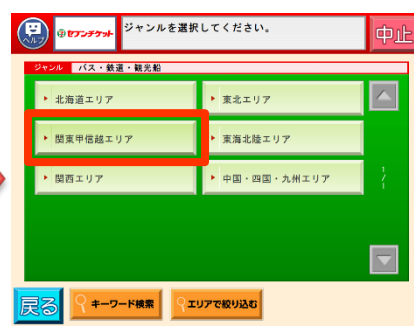 ヘルプ
セブンチケット
ジャンルを選択してください。
中止
ジャンル バス・鉄道・観光船
北海道エリア
東北エリア
関東甲信越エリア
東海北陸エリア
関西エリア
中国・四国・九州エリア
1/1
戻る
キーワード検索
エリアで絞り込む